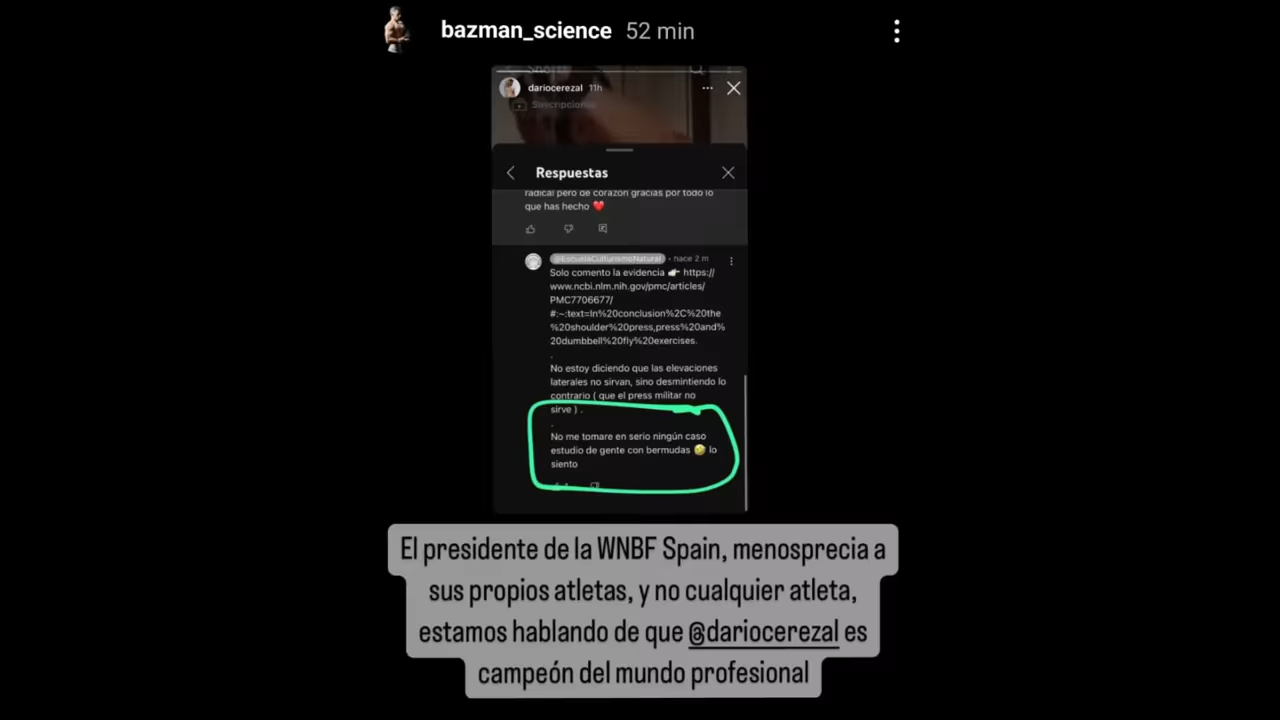 bazman_science 52 min
dariocerezal 11h
Suscripciones
Respuestas
radical pero de corazon gracias por todo lo
que has hecho ❤️
@EscuelaCulturismoNatural · hace 2 m
Solo comento la evidencia 👉 https://
www.ncbi.nlm.nih.gov/pmc/articles/
PMC7706677/
#:~:text=In%20conclusion%2C%20the
%20shoulder%20press,press%20and%
20dumbbell%20fly%20exercises.
.
No estoy diciendo que las elevaciones
laterales no sirvan, sino desmintiendo lo
contrario ( que el press militar no
sirve ) .
.
No me tomare en serio ningún caso
estudio de gente con bermudas 🤣 lo
siento
El presidente de la WNBF Spain, menosprecia a
sus propios atletas, y no cualquier atleta,
estamos hablando de que @dariocerezal es
campeón del mundo profesional